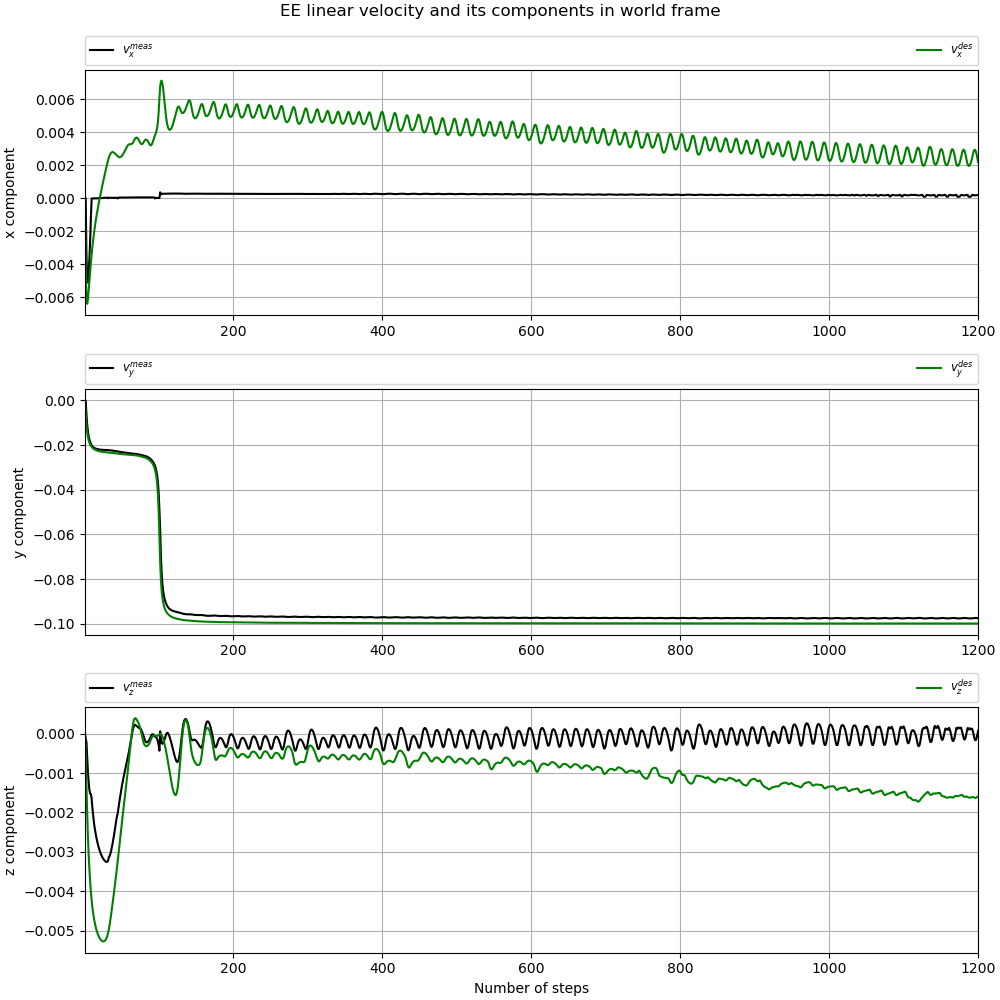 EE linear velocity and its components in world frame
v_x^meas v_x^des
0.006
0.004
0.002
0.000
−0.002
−0.004
−0.006
x component
200 400 600 800 1000 1200
v_y^meas v_y^des
0.00
−0.02
−0.04
−0.06
−0.08
−0.10
y component
200 400 600 800 1000 1200
v_z^meas v_z^des
0.000
−0.001
−0.002
−0.003
−0.004
−0.005
z component
200 400 600 800 1000 1200
Number of steps